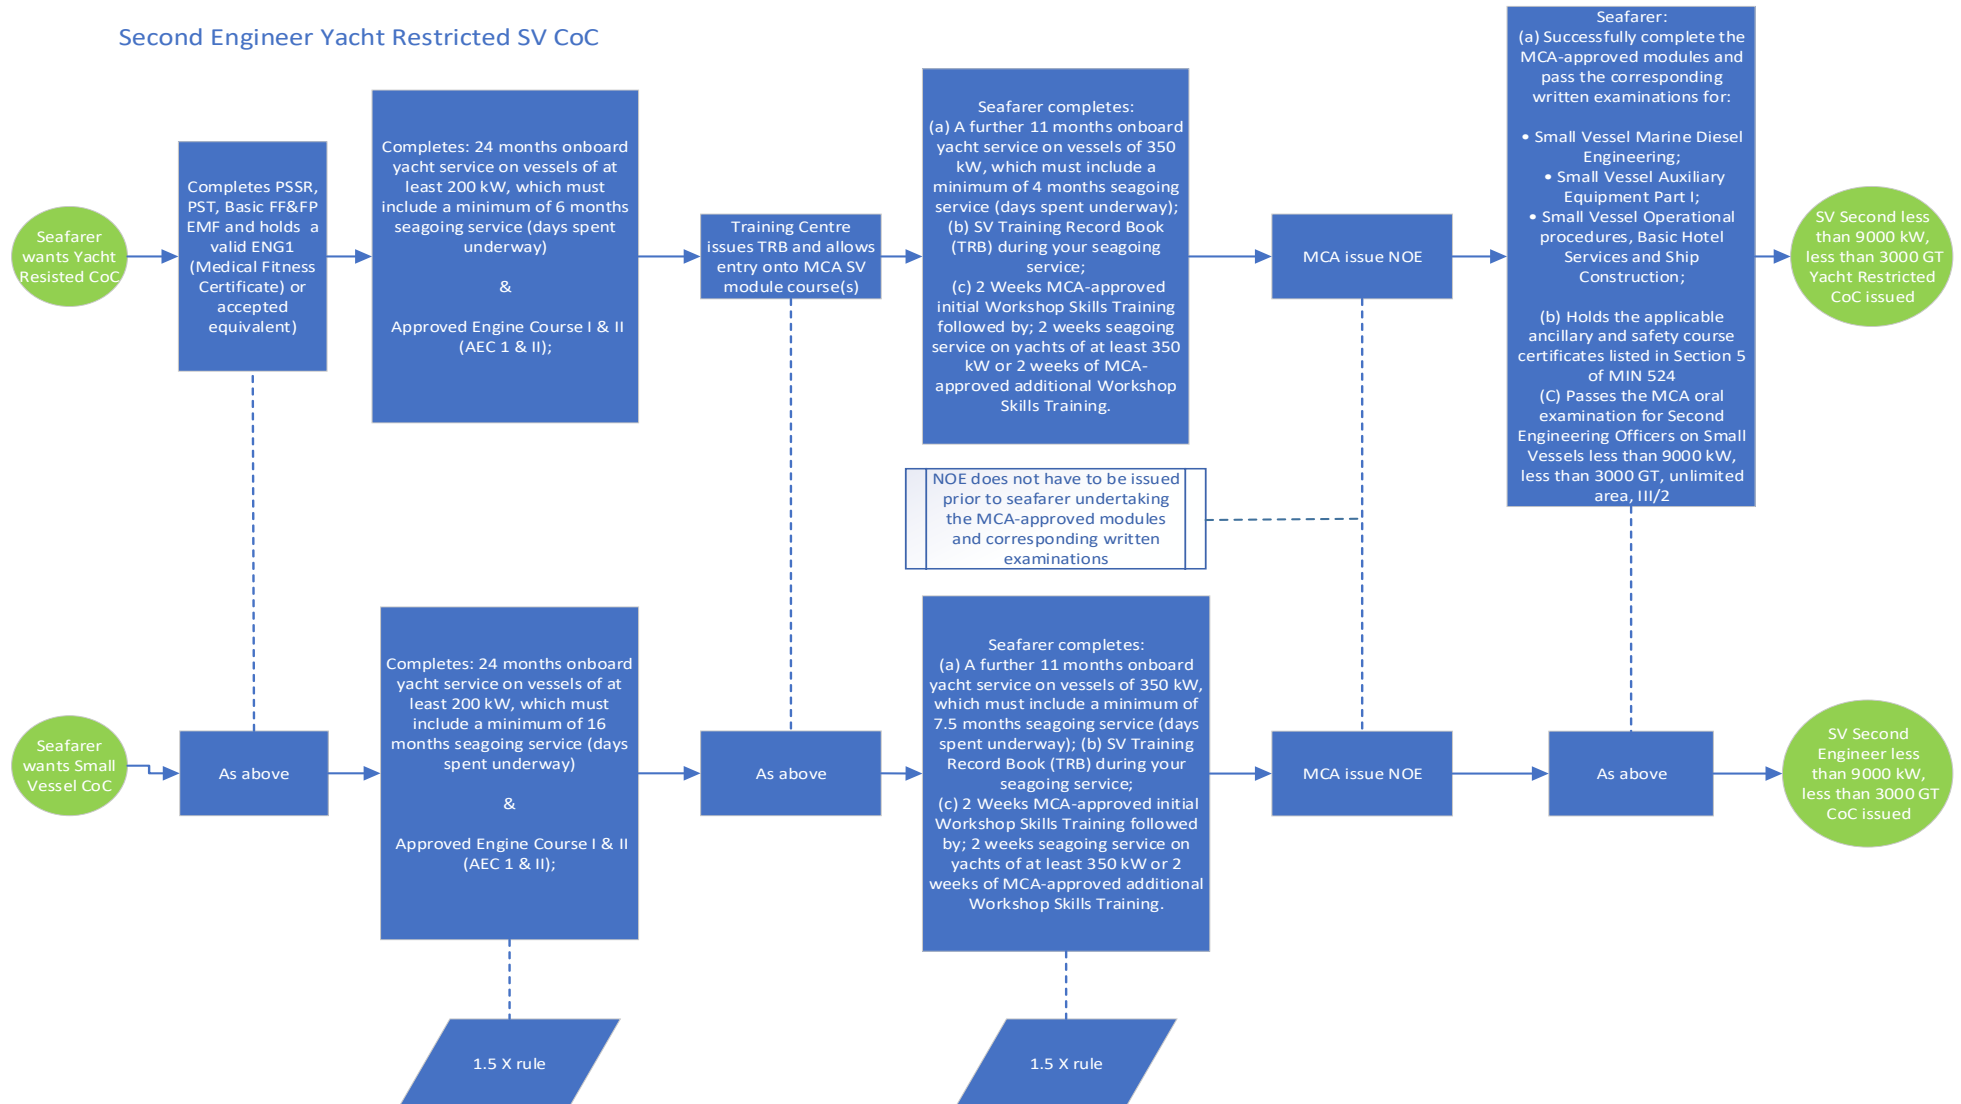 Second Engineer Yacht Restricted SV CoC
Seafarer
wants Yacht
Resisted CoC
Completes PSSR,
PST, Basic FF&FP
EMF and holds a
valid ENG1
(Medical Fitness
Certificate) or
accepted
equivalent)
Completes: 24 months onboard
yacht service on vessels of at
least 200 kW, which must
include a minimum of 6 months
seagoing service (days spent
underway)
&
Approved Engine Course I & II
(AEC 1 & II);
Training Centre
issues TRB and allows
entry onto MCA SV
module course(s)
Seafarer completes:
(a) A further 11 months onboard
yacht service on vessels of 350
kW, which must include a
minimum of 4 months seagoing
service (days spent underway);
(b) SV Training Record Book
(TRB) during your seagoing
service;
(c) 2 Weeks MCA-approved
initial Workshop Skills Training
followed by; 2 weeks seagoing
service on yachts of at least 350
kW or 2 weeks of MCA-
approved additional Workshop
Skills Training.
MCA issue NOE
Seafarer:
(a) Successfully complete the
MCA-approved modules and
pass the corresponding
written examinations for:
• Small Vessel Marine Diesel
Engineering;
• Small Vessel Auxiliary
Equipment Part I;
• Small Vessel Operational
procedures, Basic Hotel
Services and Ship
Construction;
(b) Holds the applicable
ancillary and safety course
certificates listed in Section 5
of MIN 524
(C) Passes the MCA oral
examination for Second
Engineering Officers on Small
Vessels less than 9000 kW,
less than 3000 GT, unlimited
area, III/2
SV Second less
than 9000 kW,
less than 3000 GT
Yacht Restricted
CoC issued
NOE does not have to be issued
prior to seafarer undertaking
the MCA-approved modules
and corresponding written
examinations
Seafarer
wants Small
Vessel CoC
As above
Completes: 24 months onboard
yacht service on vessels of at
least 200 kW, which must
include a minimum of 16
months seagoing service (days
spent underway)
&
Approved Engine Course I & II
(AEC 1 & II);
As above
Seafarer completes:
(a) A further 11 months onboard
yacht service on vessels of 350 kW,
which must include a minimum of
7.5 months seagoing service (days
spent underway); (b) SV Training
Record Book (TRB) during your
seagoing service;
(c) 2 Weeks MCA-approved initial
Workshop Skills Training followed
by; 2 weeks seagoing service on
yachts of at least 350 kW or 2
weeks of MCA-approved additional
Workshop Skills Training.
MCA issue NOE
As above
SV Second
Engineer less
than 9000 kW,
less than 3000 GT
CoC issued
1.5 X rule
1.5 X rule